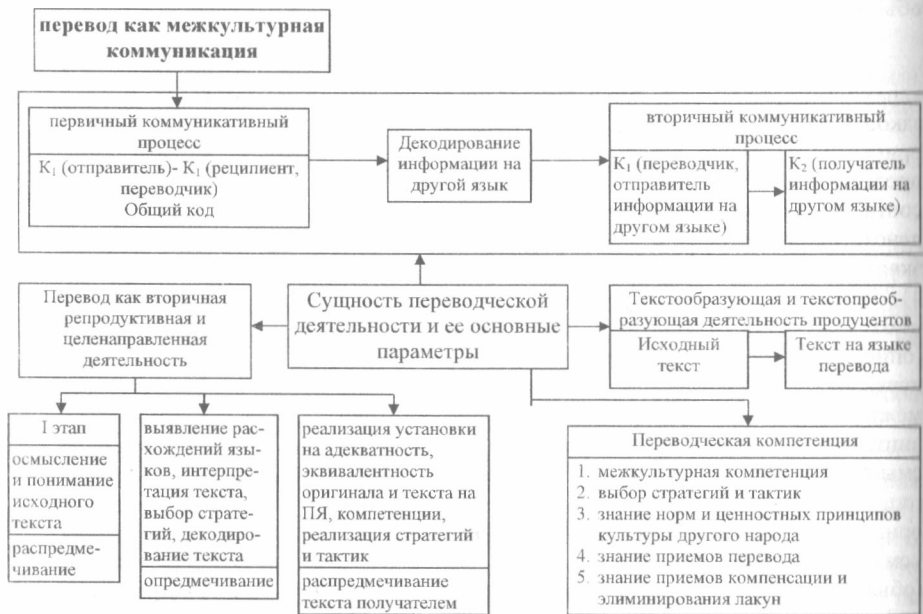 перевод как межкультурная
коммуникация
первичный коммуникативный
процесс
К₁ (отправитель)- К₁ (реципиент,
переводчик)
Общий код
Декодирование
информации на
другой язык
вторичный коммуникативный
процесс
К₁ (переводчик,
отправитель
информации на
другом языке)
К₂ (получатель
информации на
другом языке)
Перевод как вторичная
репродуктивная и
целенаправленная
деятельность
Сущность переводческой
деятельности и ее основные
параметры
Текстообразующая и текстопреоб-
разующая деятельность продуцентов
Исходный
текст
Текст на языке
перевода
I этап
осмысление
и понимание
исходного
текста
распредме-
чивание
выявление рас-
хождений язы-
ков, интерпре-
тация текста,
выбор страте-
гий, декодиро-
вание текста
опредмечивание
реализация установки
на адекватность,
эквивалентность
оригинала и текста на
ПЯ, компетенции,
реализация стратегий
и тактик
распредмечивание
текста получателем
Переводческая компетенция
1. межкультурная компетенция
2. выбор стратегий и тактик
3. знание норм и ценностных принципов
культуры другого народа
4. знание приемов перевода
5. знание приемов компенсации и
элиминирования лакун